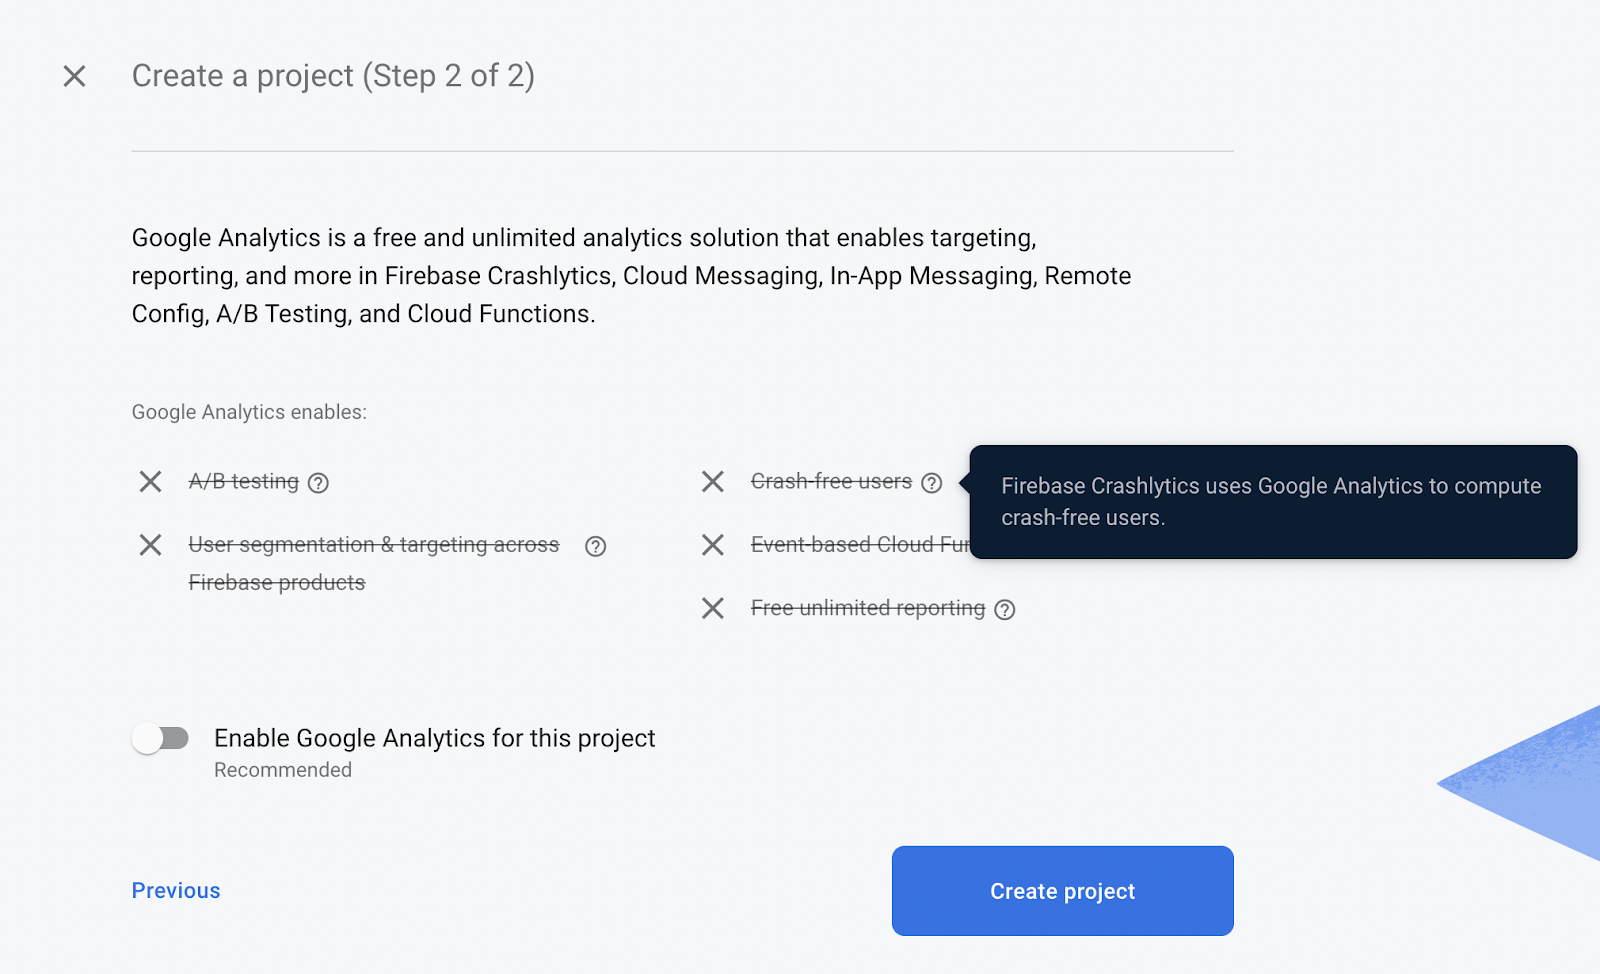 Create a project (Step 2 of 2)
Google Analytics is a free and unlimited analytics solution that enables targeting,
reporting, and more in Firebase Crashlytics, Cloud Messaging, In-App Messaging, Remote
Config, A/B Testing, and Cloud Functions.
Google Analytics enables:
A/B testing
User segmentation & targeting across
Firebase products
Crash-free users
Firebase Crashlytics uses Google Analytics to compute
crash-free users.
Event-based Cloud
Free unlimited reporting
Enable Google Analytics for this project
Recommended
Previous
Create project